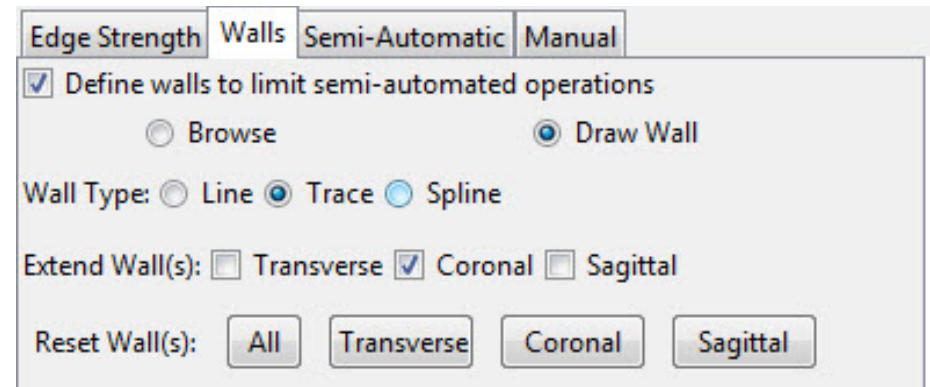 Edge Strength Walls Semi-Automatic Manual
Define walls to limit semi-automated operations
Browse Draw Wall
Wall Type: Line Trace Spline
Extend Wall(s): Transverse Coronal Sagittal
Reset Wall(s): All Transverse Coronal Sagittal